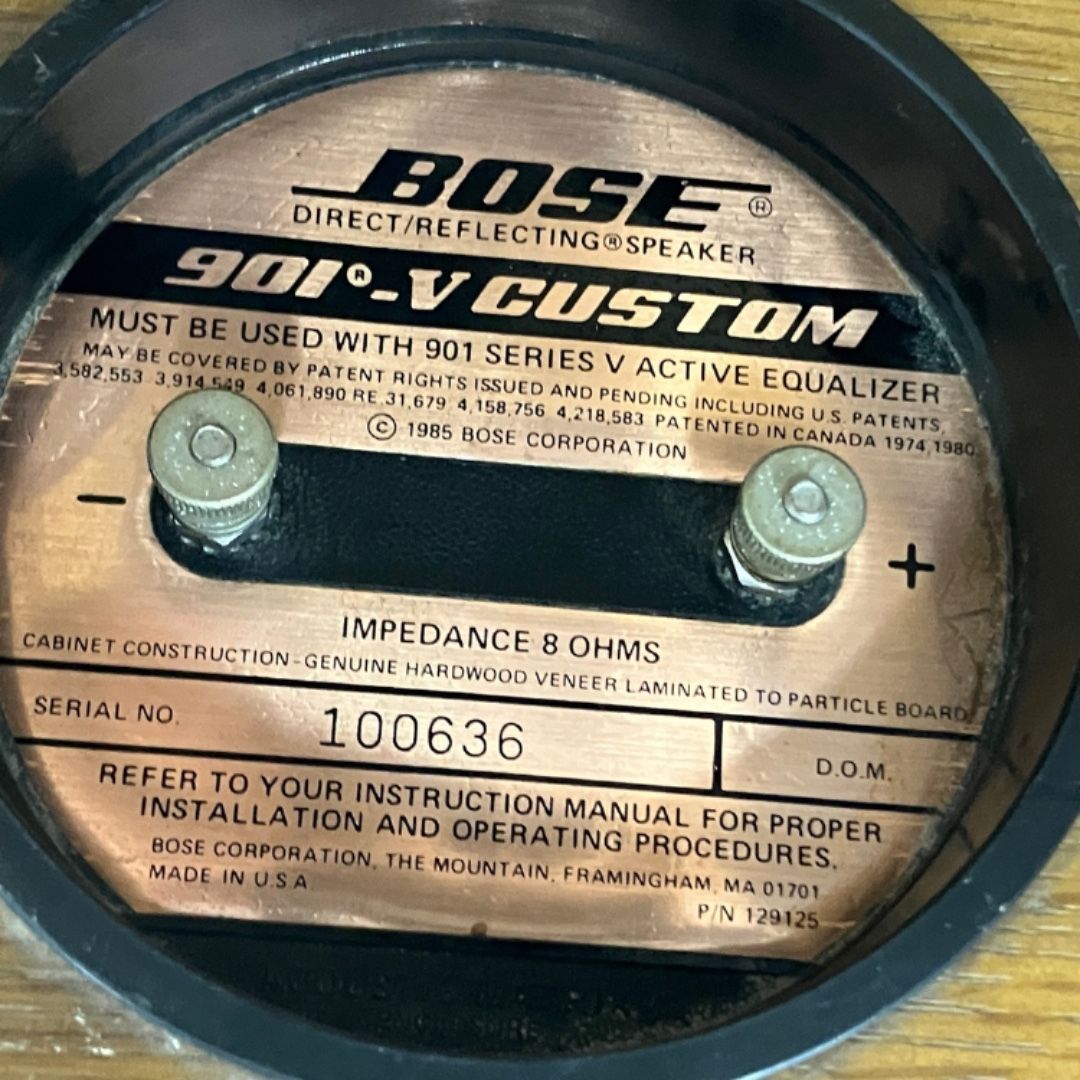 BOSE®
DIRECT/REFLECTING® SPEAKER
901®-V CUSTOM
MUST BE USED WITH 901 SERIES V ACTIVE EQUALIZER
MAY BE COVERED BY PATENT RIGHTS ISSUED AND PENDING INCLUDING U.S. PATENTS,
3,582,553 3,914,549 4,061,890 RE 31,679 4,158,756 4,218,583 PATENTED IN CANADA 1974,1980
© 1985 BOSE CORPORATION
- +
IMPEDANCE 8 OHMS
CABINET CONSTRUCTION-GENUINE HARDWOOD VENEER LAMINATED TO PARTICLE BOARD
SERIAL NO. 100636 D.O.M.
REFER TO YOUR INSTRUCTION MANUAL FOR PROPER
INSTALLATION AND OPERATING PROCEDURES.
BOSE CORPORATION, THE MOUNTAIN, FRAMINGHAM, MA 01701
MADE IN U.S.A
P/N 129125